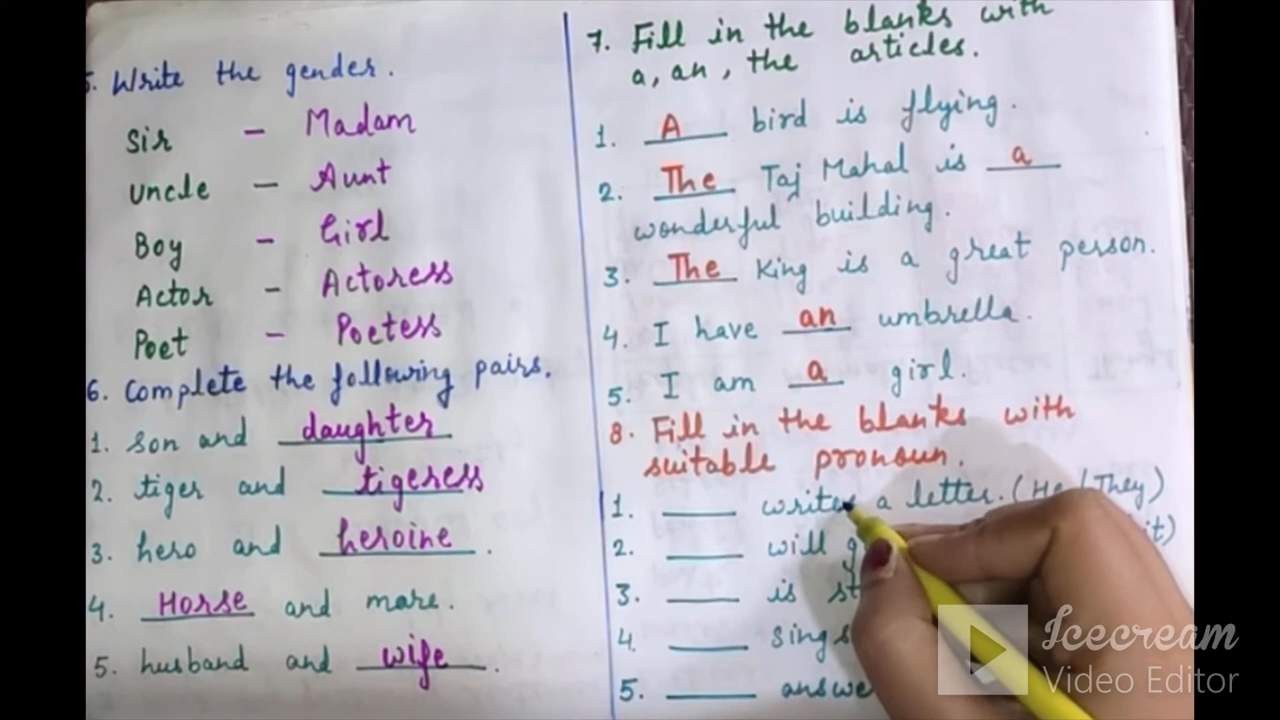 5. Write the gender.
Sir - Madam
Uncle - Aunt
Boy - Girl
Actor - Actoress
Poet - Poetess
6. Complete the following pairs.
1. son and daughter
2. tiger and tigeress
3. hero and heroine.
4. Horse and mare.
5. husband and wife.
7. Fill in the blanks with
a, an, the articles.
1. A bird is flying.
2. The Taj Mahal is a
wonderful building.
3. The King is a great person.
4. I have an umbrella.
5. I am a girl.
8. Fill in the blanks with
suitable pronoun.
1. ____ writes a letter. (He / They)
2. ____ will it)
3. ____ is
4. ____ sings
5. ____
Icecream
Video Editor